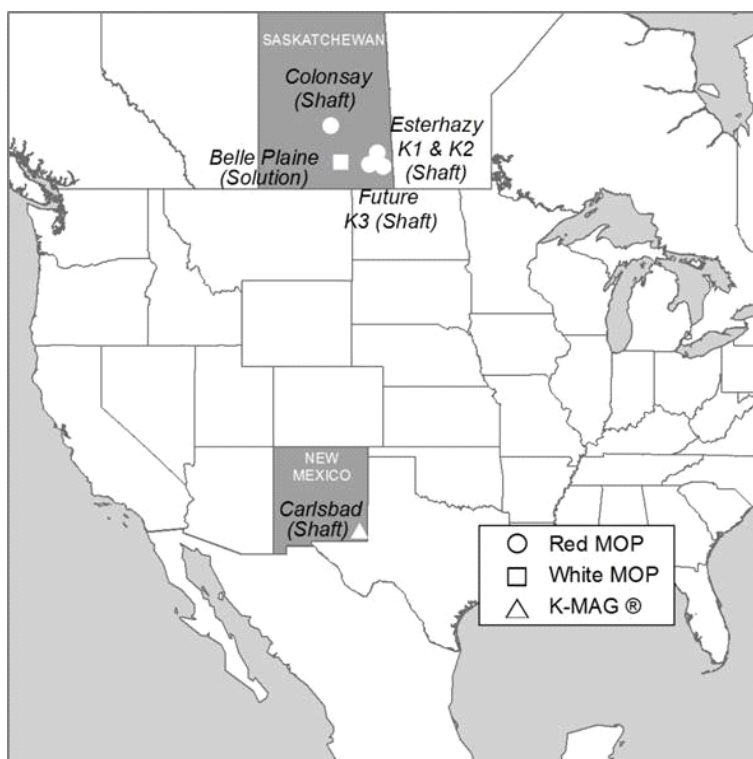 SASKATCHEWAN
Colonsay
(Shaft)
Esterhazy
K1 & K2
(Shaft)
Belle Plaine
(Solution)
Future
K3 (Shaft)
NEW
MEXICO
Carlsbad
(Shaft)
Red MOP
White MOP
K-MAG ®